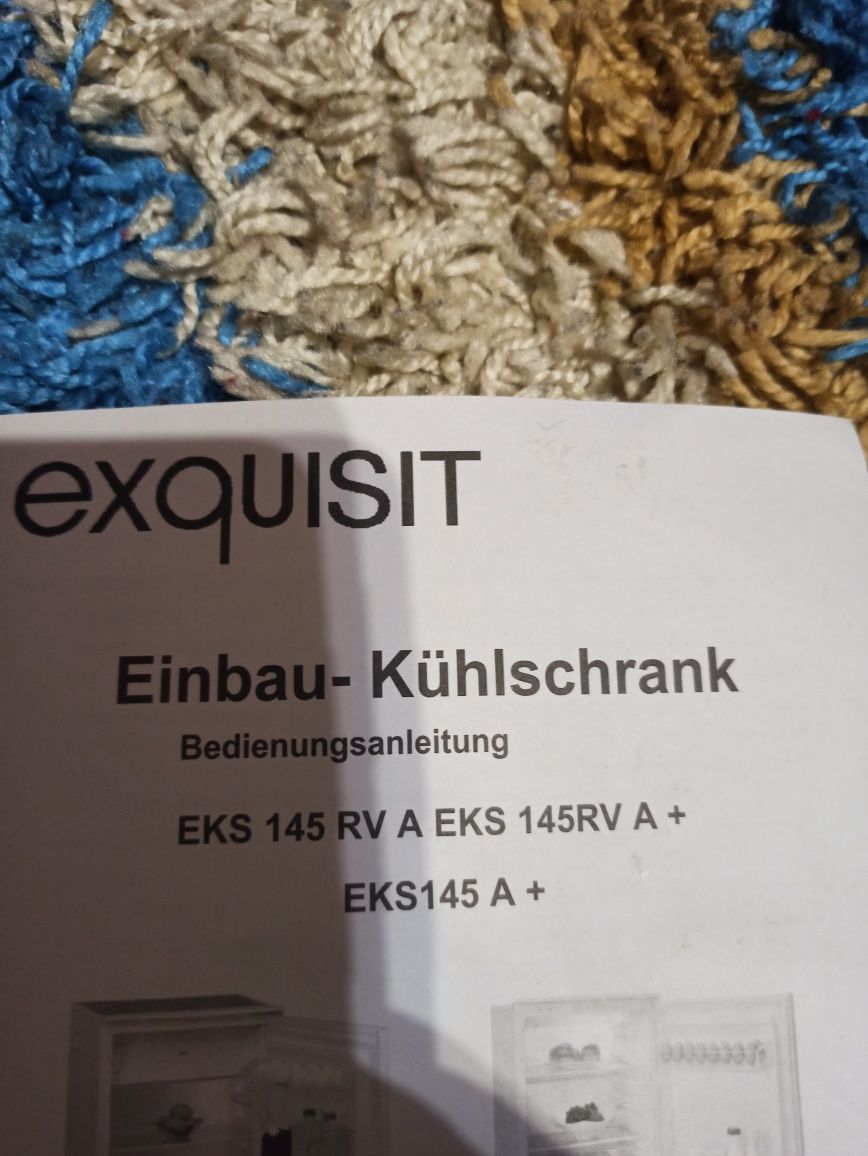 exquisit
Einbau- Kühlschrank
Bedienungsanleitung
EKS 145 RV A EKS 145RV A +
EKS145 A +